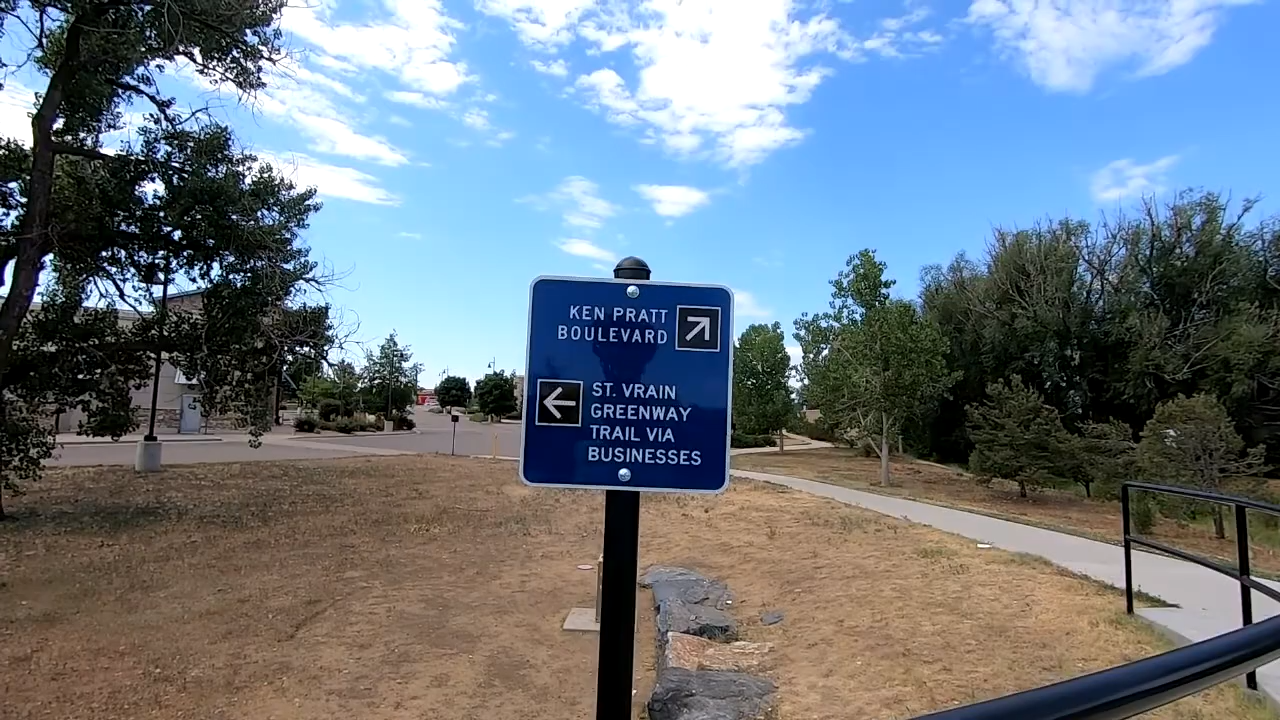 KEN PRATT
BOULEVARD
ST. VRAIN
GREENWAY
TRAIL VIA
BUSINESSES